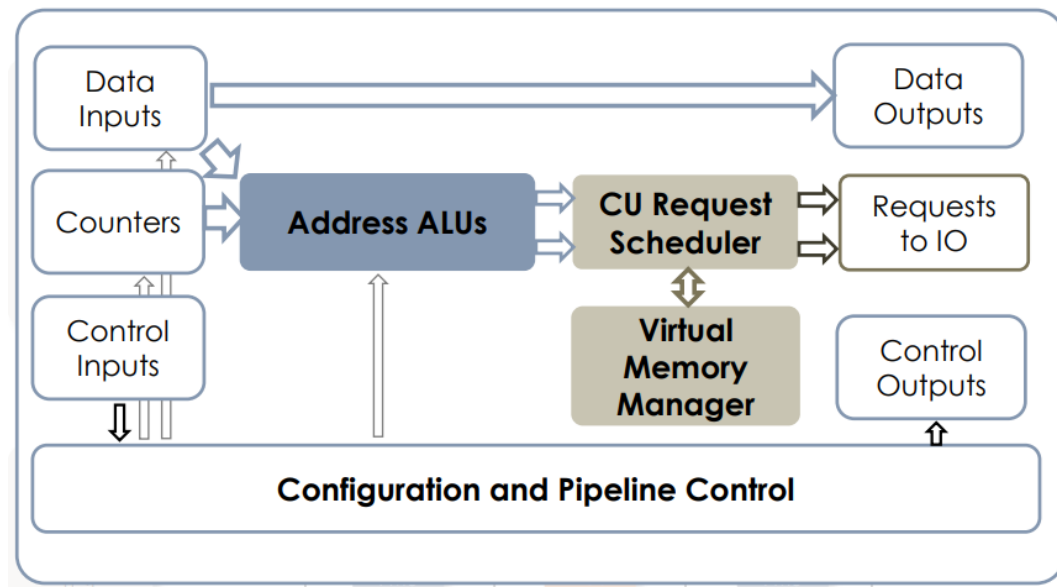 Data
Inputs
Data
Outputs
Counters
Address ALUs
CU Request
Scheduler
Requests
to IO
Control
Inputs
Virtual
Memory
Manager
Control
Outputs
Configuration and Pipeline Control